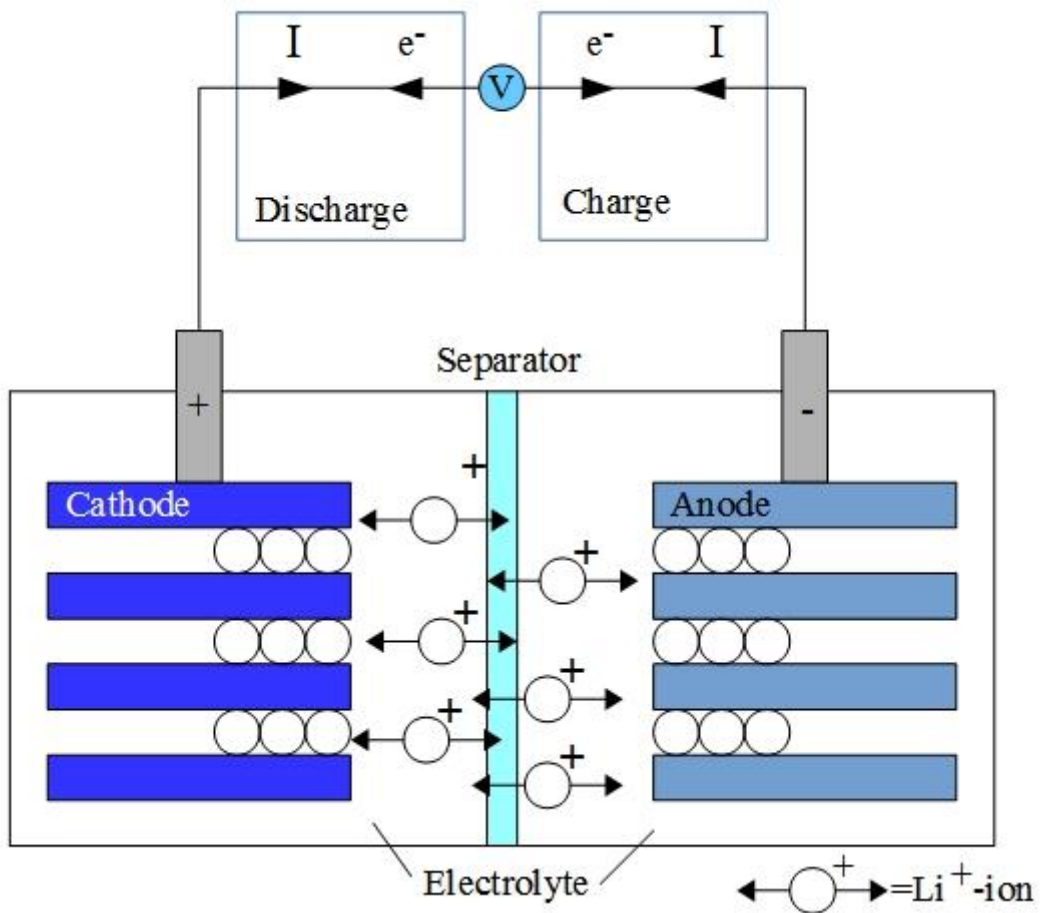 I e- e- I
V
Discharge Charge
Separator
+ -
+
Cathode Anode
+
+
+
+
+
Electrolyte
+ =Li+-ion